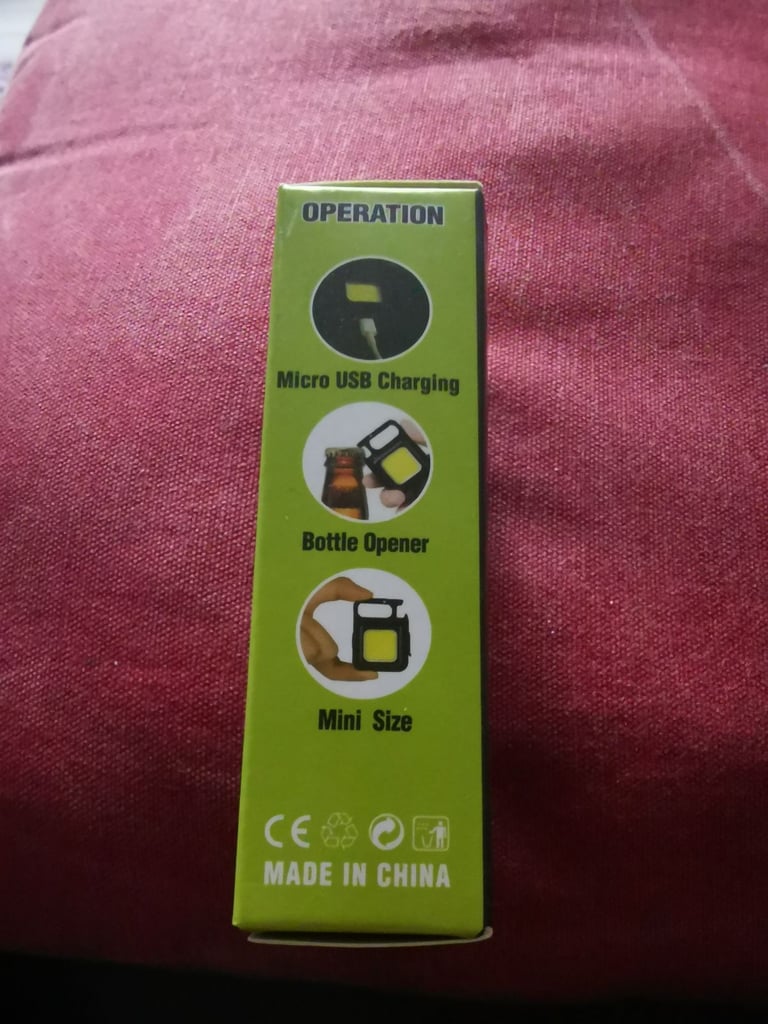 OPERATION
Micro USB Charging
Bottle Opener
Mini Size
CE
MADE IN CHINA